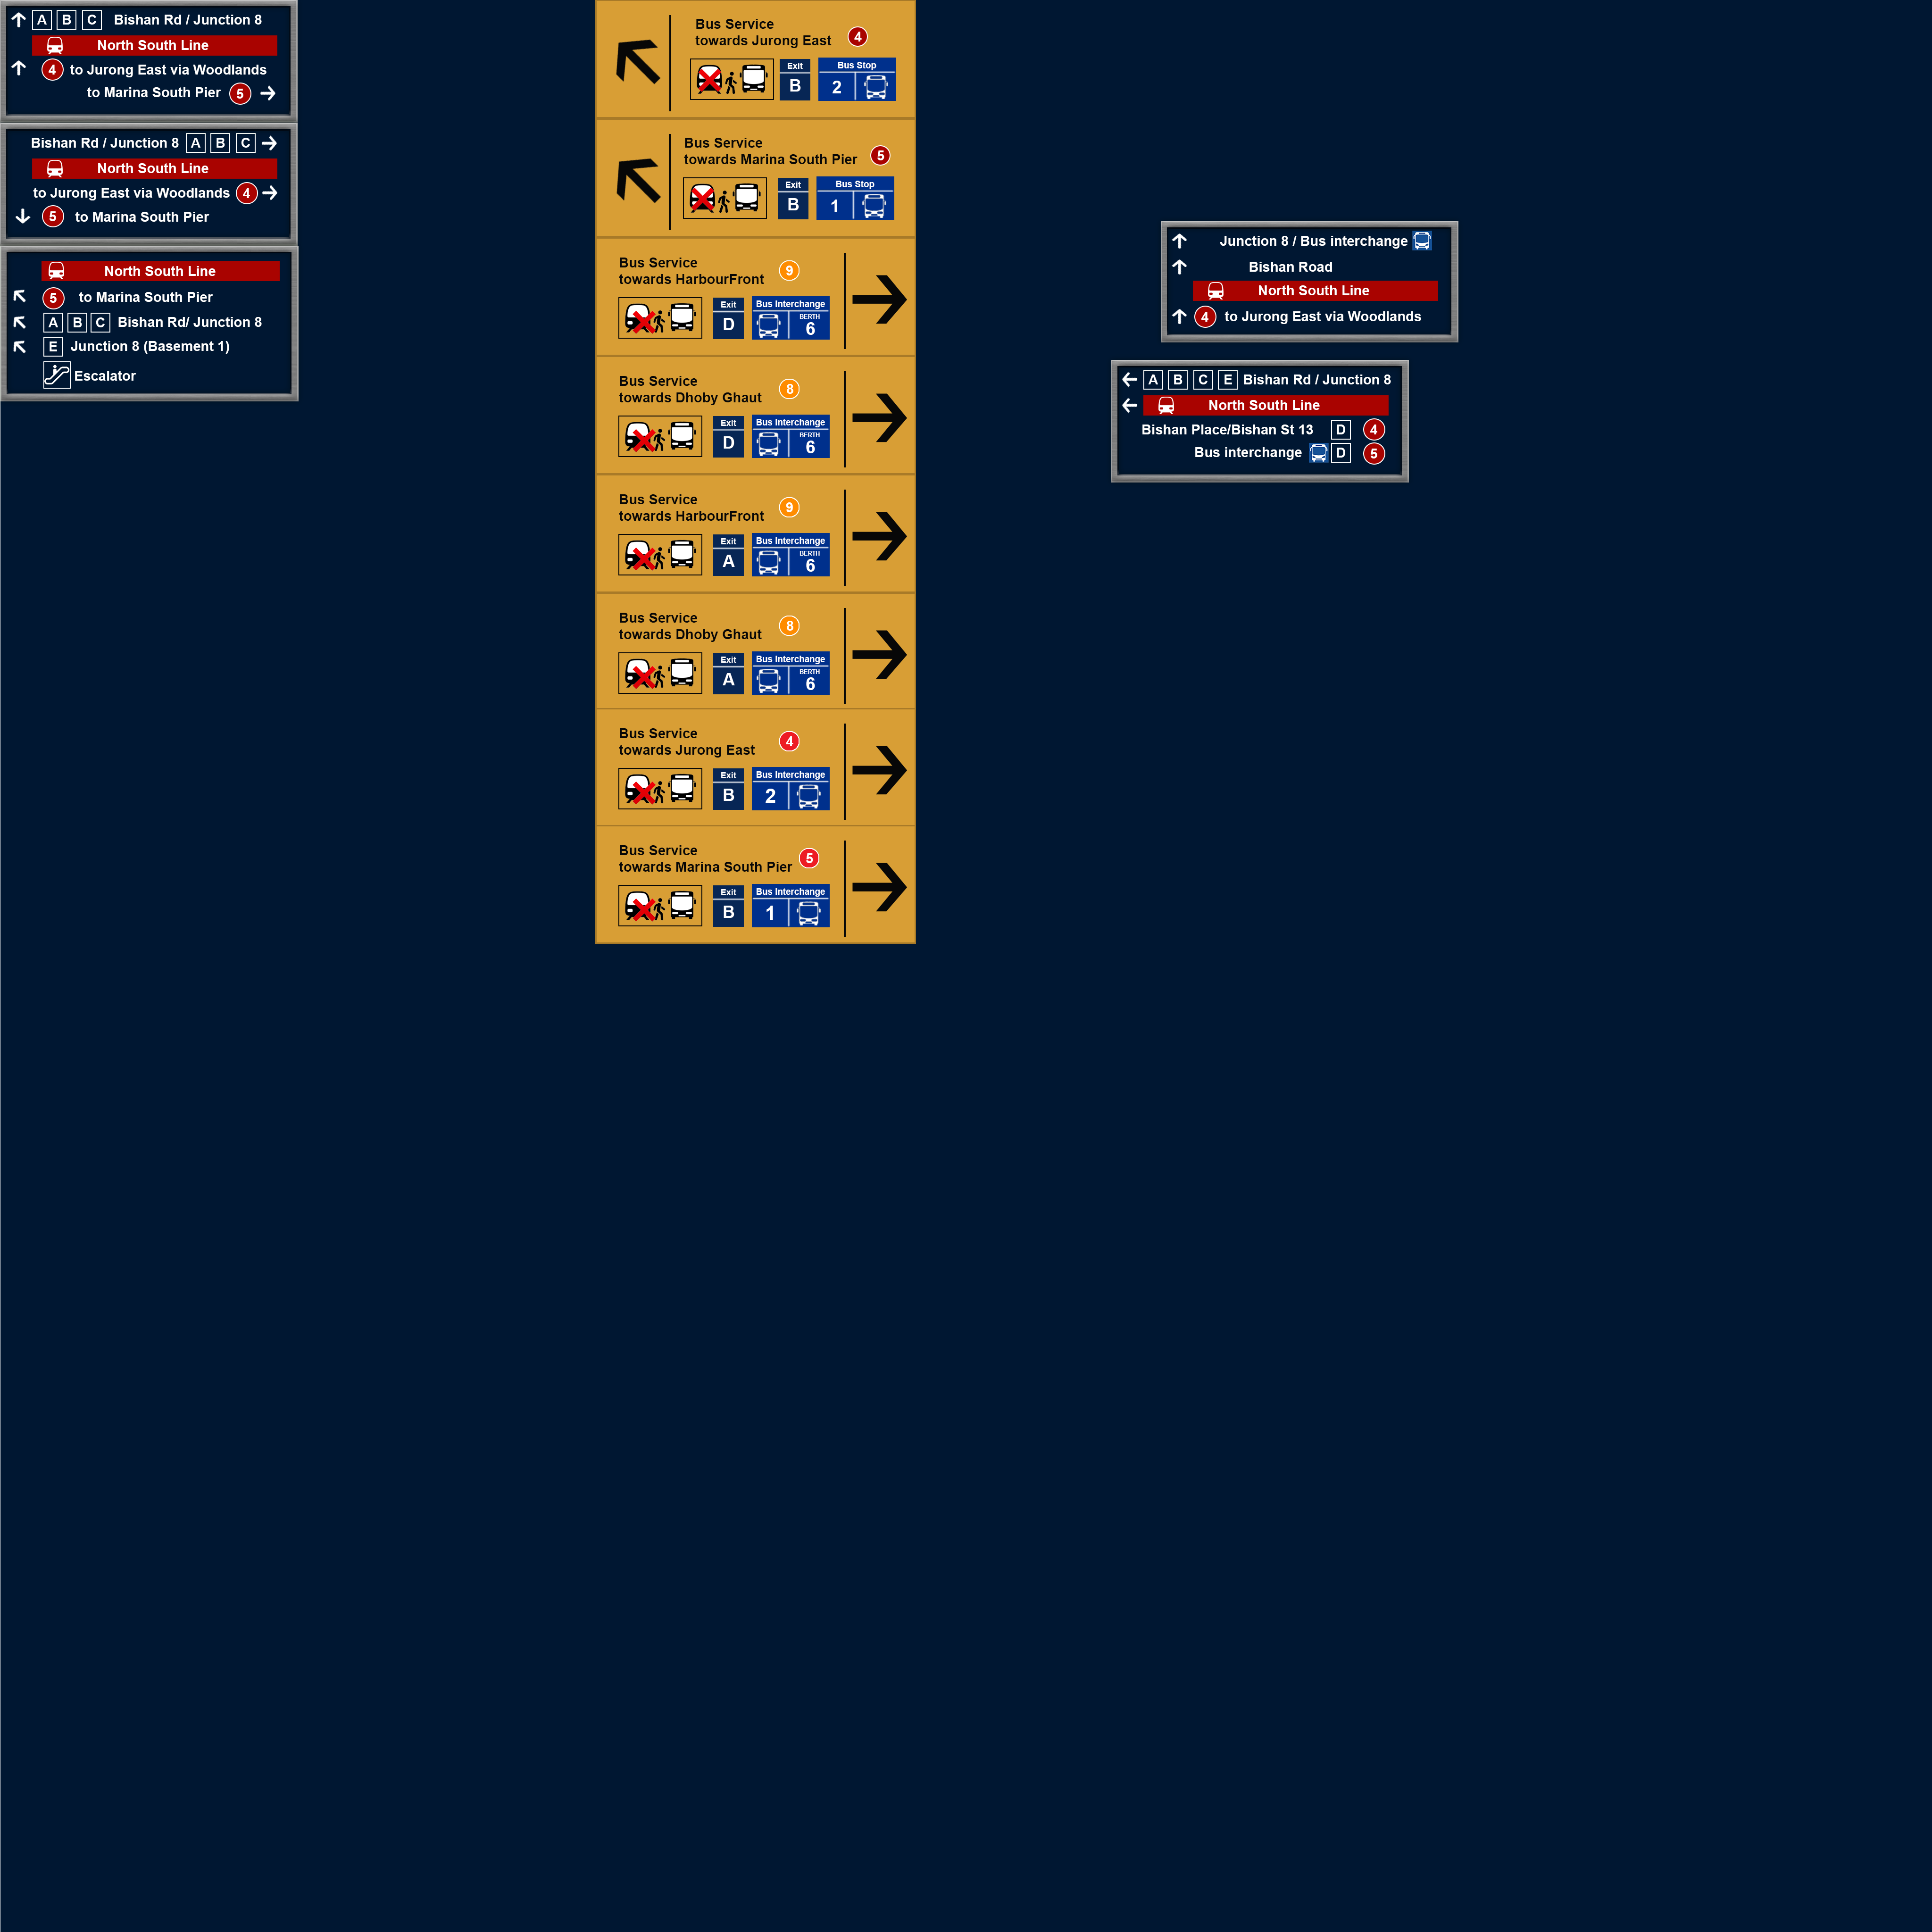 A B C Bishan Rd / Junction 8
North South Line
4 to Jurong East via Woodlands
to Marina South Pier 5
Bishan Rd / Junction 8 A B C
North South Line
to Jurong East via Woodlands 4
5 to Marina South Pier
North South Line
5 to Marina South Pier
A B C Bishan Rd/ Junction 8
E Junction 8 (Basement 1)
Escalator
Bus Service
towards Jurong East 4
Exit
B
Bus Stop
2
Bus Service
towards Marina South Pier 5
Exit
B
Bus Stop
1
Bus Service
towards HarbourFront 9
Exit
D
Bus Interchange
BERTH
6
Bus Service
towards Dhoby Ghaut 8
Exit
D
Bus Interchange
BERTH
6
Bus Service
towards HarbourFront 9
Exit
A
Bus Interchange
BERTH
6
Bus Service
towards Dhoby Ghaut 8
Exit
A
Bus Interchange
BERTH
6
Bus Service
towards Jurong East 4
Exit
B
Bus Interchange
2
Bus Service
towards Marina South Pier 5
Exit
B
Bus Interchange
1
Junction 8 / Bus interchange
Bishan Road
North South Line
4 to Jurong East via Woodlands
A B C E Bishan Rd / Junction 8
North South Line
Bishan Place/Bishan St 13 D 4
Bus interchange D 5